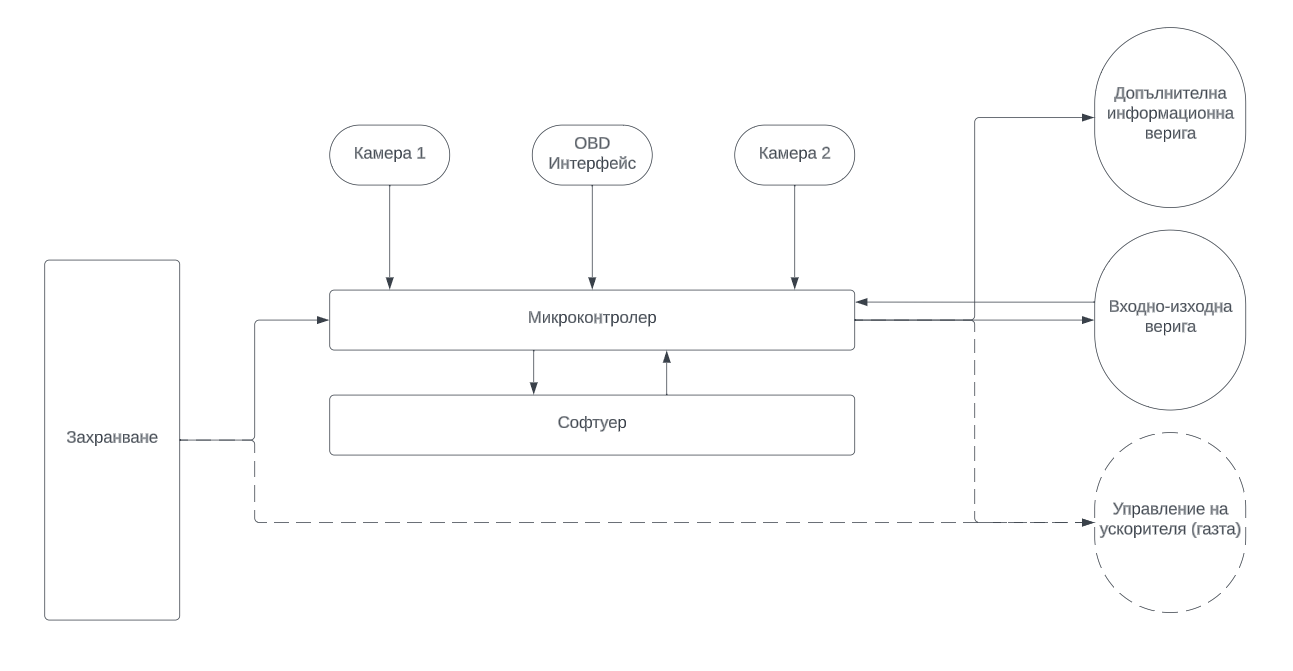 Допълнителна
информационна
верига
Камера 1
OBD
Интерфейс
Камера 2
Микроконтролер
Входно-изходна
верига
Софтуер
Захранване
Управление на
ускорителя (газта)